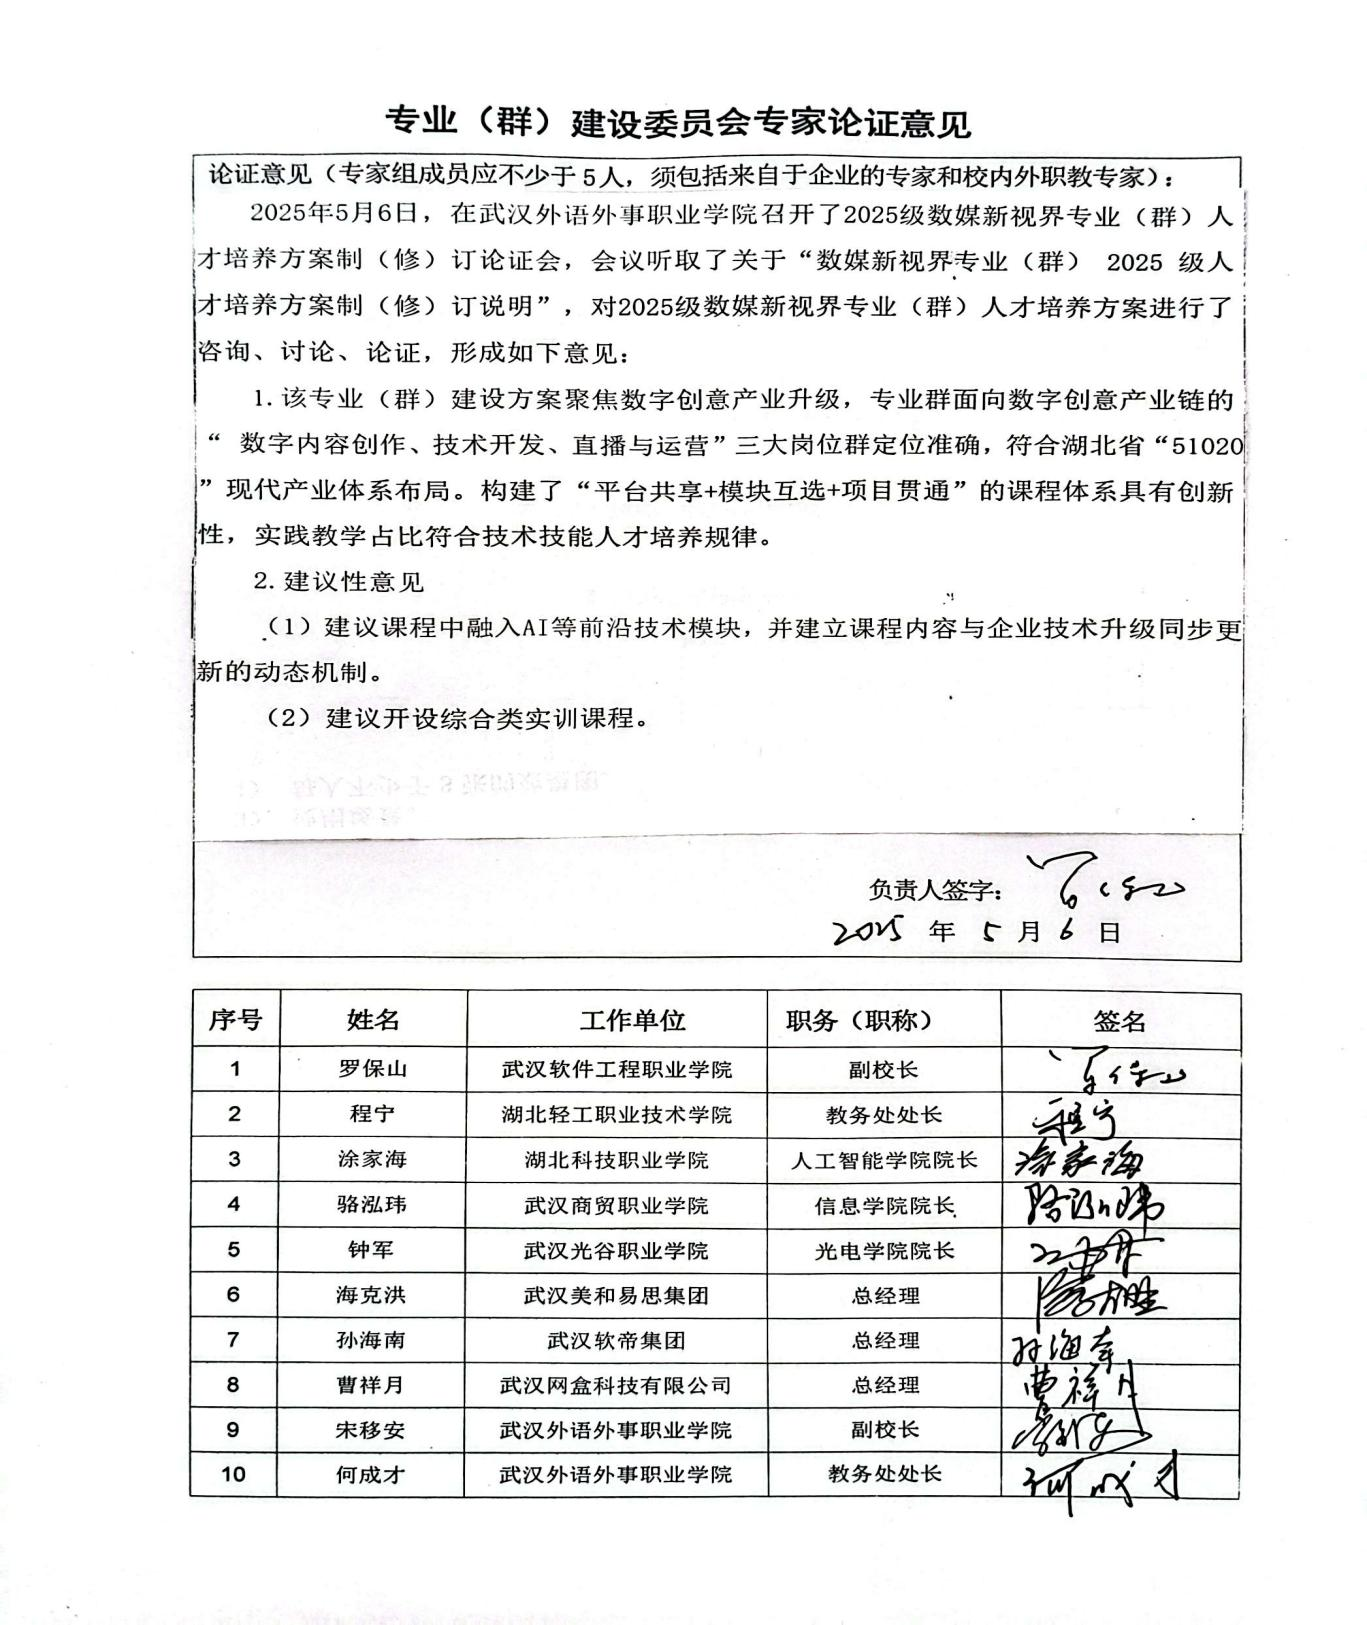 专业（群）建设委员会专家论证意见
论证意见（专家组成员应不少于5人，须包括来自于企业的专家和校内外职教专家）：
2025年5月6日，在武汉外语外事职业学院召开了2025级数媒新视界专业（群）人
才培养方案制（修）订论证会，会议听取了关于“数媒新视界专业（群） 2025 级人
才培养方案制（修）订说明”，对2025级数媒新视界专业（群）人才培养方案进行了
咨询、讨论、论证，形成如下意见：
1.该专业（群）建设方案聚焦数字创意产业升级，专业群面向数字创意产业链的
“ 数字内容创作、技术开发、直播与运营”三大岗位群定位准确，符合湖北省“51020
”现代产业体系布局。构建了“平台共享+模块互选+项目贯通”的课程体系具有创新
性，实践教学占比符合技术技能人才培养规律。
2.建议性意见
（1）建议课程中融入AI等前沿技术模块，并建立课程内容与企业技术升级同步更
新的动态机制。
（2）建议开设综合类实训课程。
负责人签字：
2025 年 5 月 6 日
序号 姓名 工作单位 职务（职称） 签名
1 罗保山 武汉软件工程职业学院 副校长
2 程宁 湖北轻工职业技术学院 教务处处长 程宁
3 涂家海 湖北科技职业学院 人工智能学院院长 涂家海
4 骆泓玮 武汉商贸职业学院 信息学院院长 骆泓玮
5 钟军 武汉光谷职业学院 光电学院院长
6 海克洪 武汉美和易思集团 总经理
7 孙海南 武汉软帝集团 总经理 孙海南
8 曹祥月 武汉网盒科技有限公司 总经理 曹祥月
9 宋移安 武汉外语外事职业学院 副校长
10 何成才 武汉外语外事职业学院 教务处处长 何成才